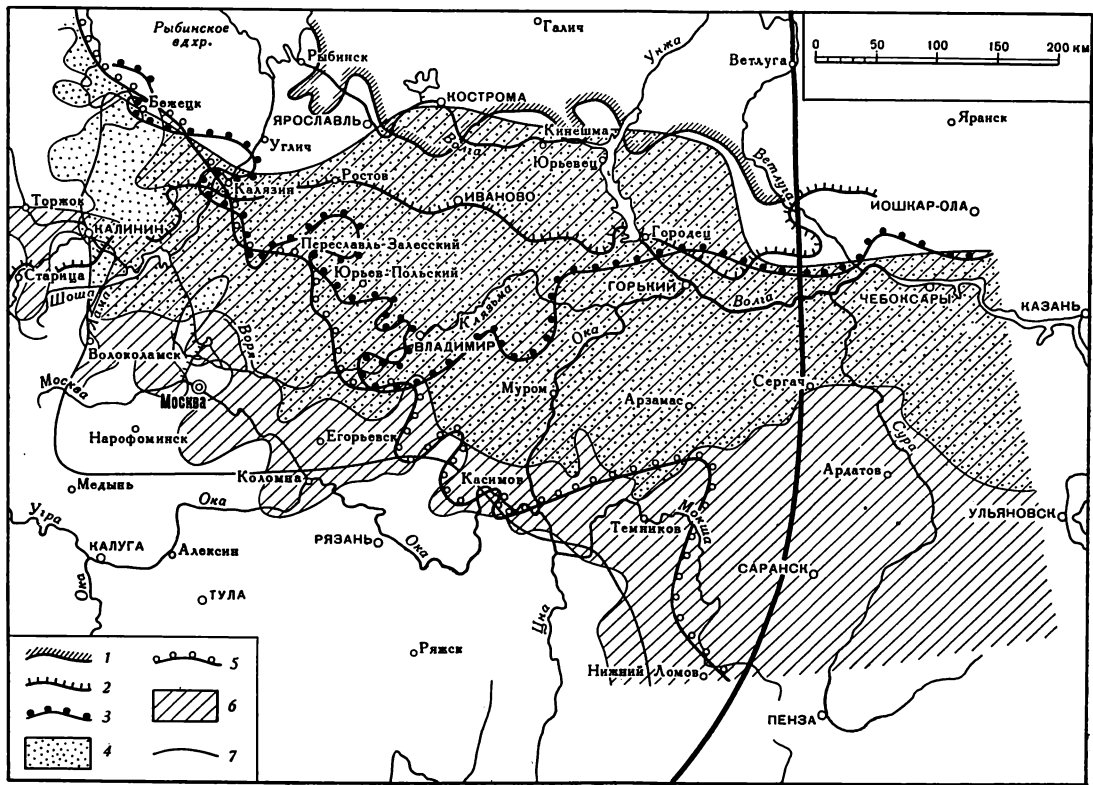 Рыбинское
вдхр.
Галич
Унжа
Ветлуга
0 50 100 150 200 км
Рыбинск
Бежецк
КОСТРОМА
ЯРОСЛАВЛЬ
Кинешма
Яранск
Углич
Волга
Юрьевец
Ветлуга
Ростов
ИВАНОВО
Калязин
ЙОШКАР-ОЛА
Торжок
КАЛИНИН
Городец
Переславль-Залесский
Старица
Юрьев-Польский
ГОРЬКИЙ
Шоша
Лама
Клязьма
Волга
ЧЕБОКСАРЫ
КАЗАНЬ
Воря
ВЛАДИМИР
Ока
Волоколамск
Москва
Москва
Муром
Сергач
Арзамас
Нарофоминск
Егорьевск
Сура
Ардатов
Коломна
Касимов
Медынь
Ока
Мокша
Угра
Темников
УЛЬЯНОВСК
КАЛУГА
Алексин
РЯЗАНЬ
Ока
САРАНСК
Ока
ТУЛА
Цна
Ряжск
Нижний Ломов
ПЕНЗА
1
2
3
4
5
6
7